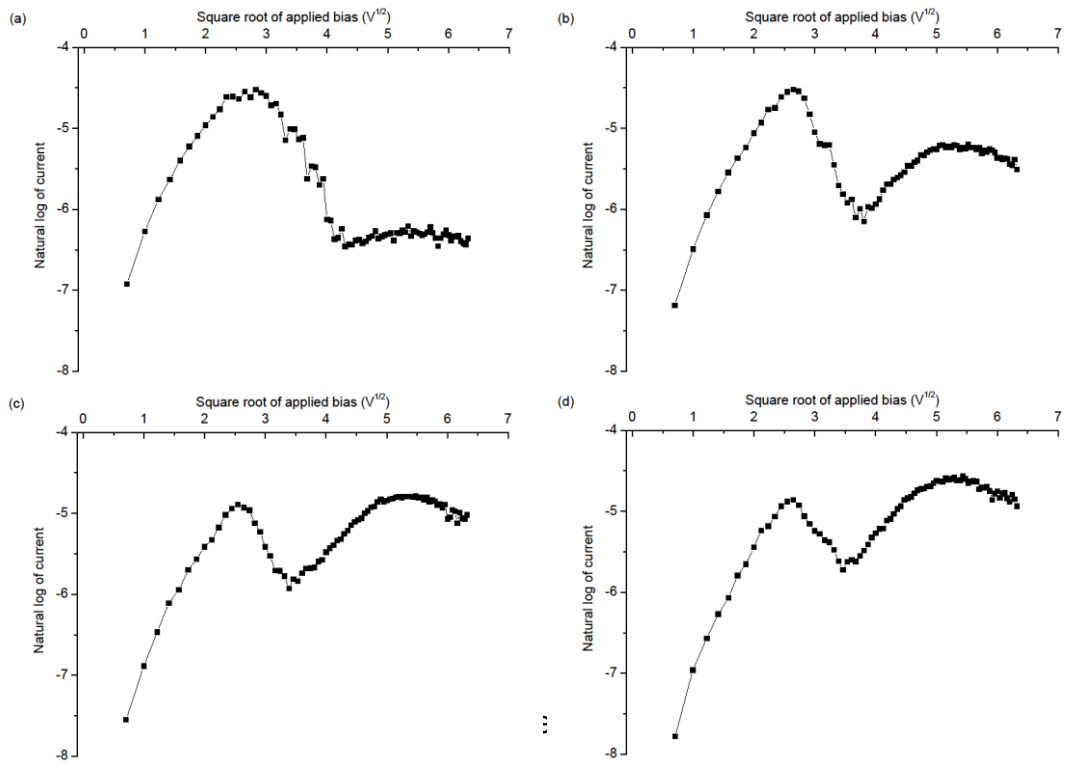 (a)
Square root of applied bias (V1/2)
0 1 2 3 4 5 6 7
-4
-5
-6
-7
-8
Natural log of current
(b)
Square root of applied bias (V1/2)
0 1 2 3 4 5 6 7
-4
-5
-6
-7
-8
Natural log of current
(c)
Square root of applied bias (V1/2)
0 1 2 3 4 5 6 7
-4
-5
-6
-7
-8
Natural log of current
(d)
Square root of applied bias (V1/2)
0 1 2 3 4 5 6 7
-4
-5
-6
-7
-8
Natural log of current